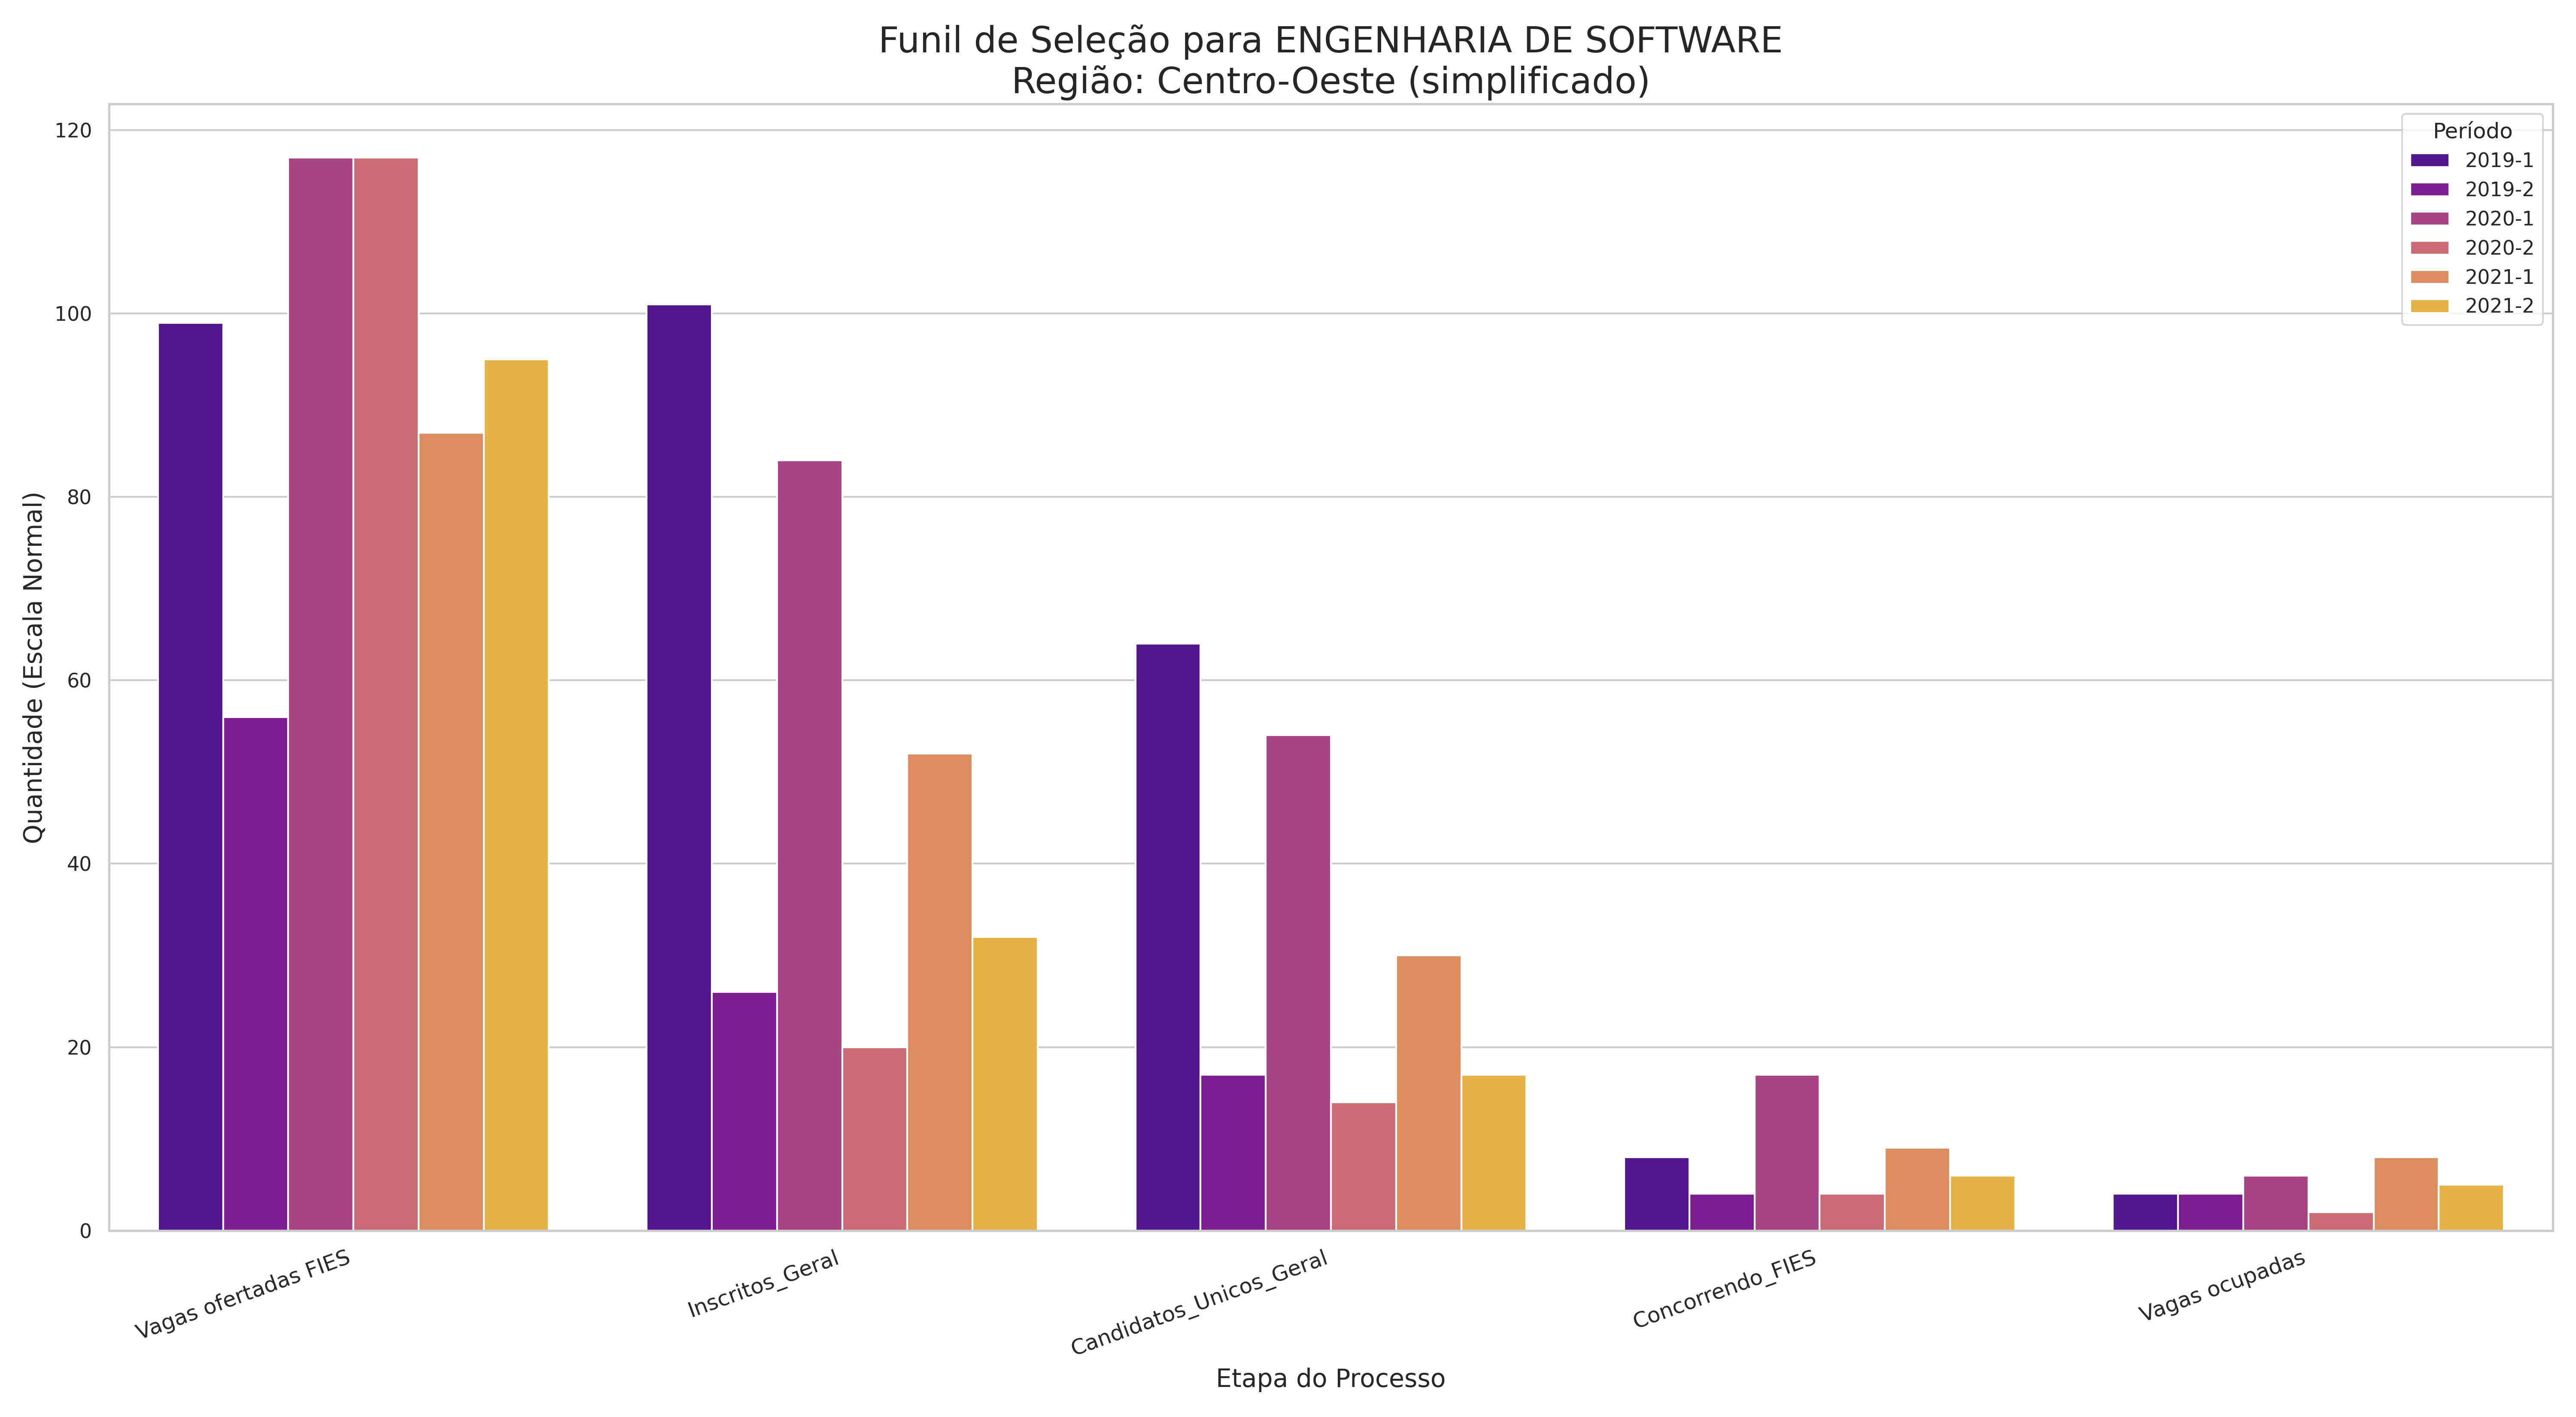 Funil de Seleção para ENGENHARIA DE SOFTWARE
Região: Centro-Oeste (simplificado)
Quantidade (Escala Normal)
120
100
80
60
40
20
0
Período
2019-1
2019-2
2020-1
2020-2
2021-1
2021-2
Vagas ofertadas FIES
Inscritos_Geral
Candidatos_Unicos_Geral
Concorrendo_FIES
Vagas ocupadas
Etapa do Processo